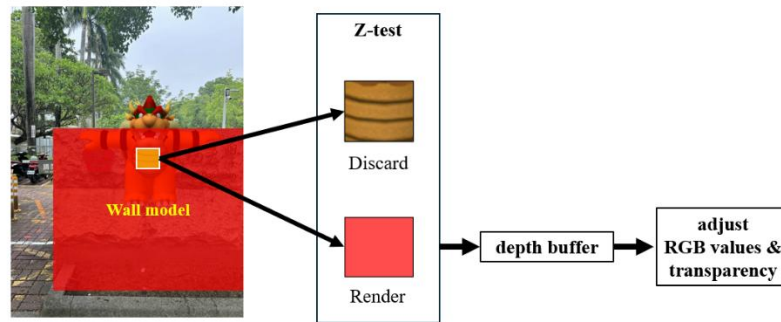 Z-test
Discard
Wall model
Render
depth buffer
adjust
RGB values &
transparency